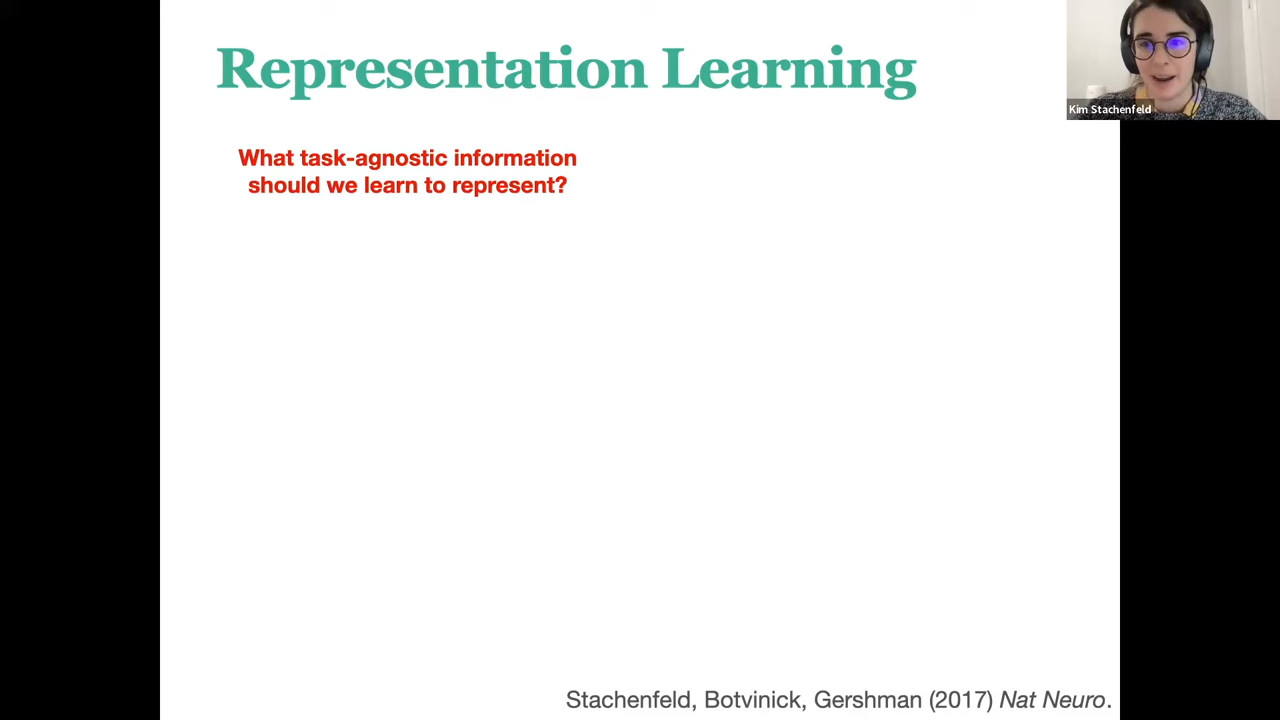 Representation Learning
Kim Stachenfeld
What task-agnostic information
should we learn to represent?
Stachenfeld, Botvinick, Gershman (2017) Nat Neuro.